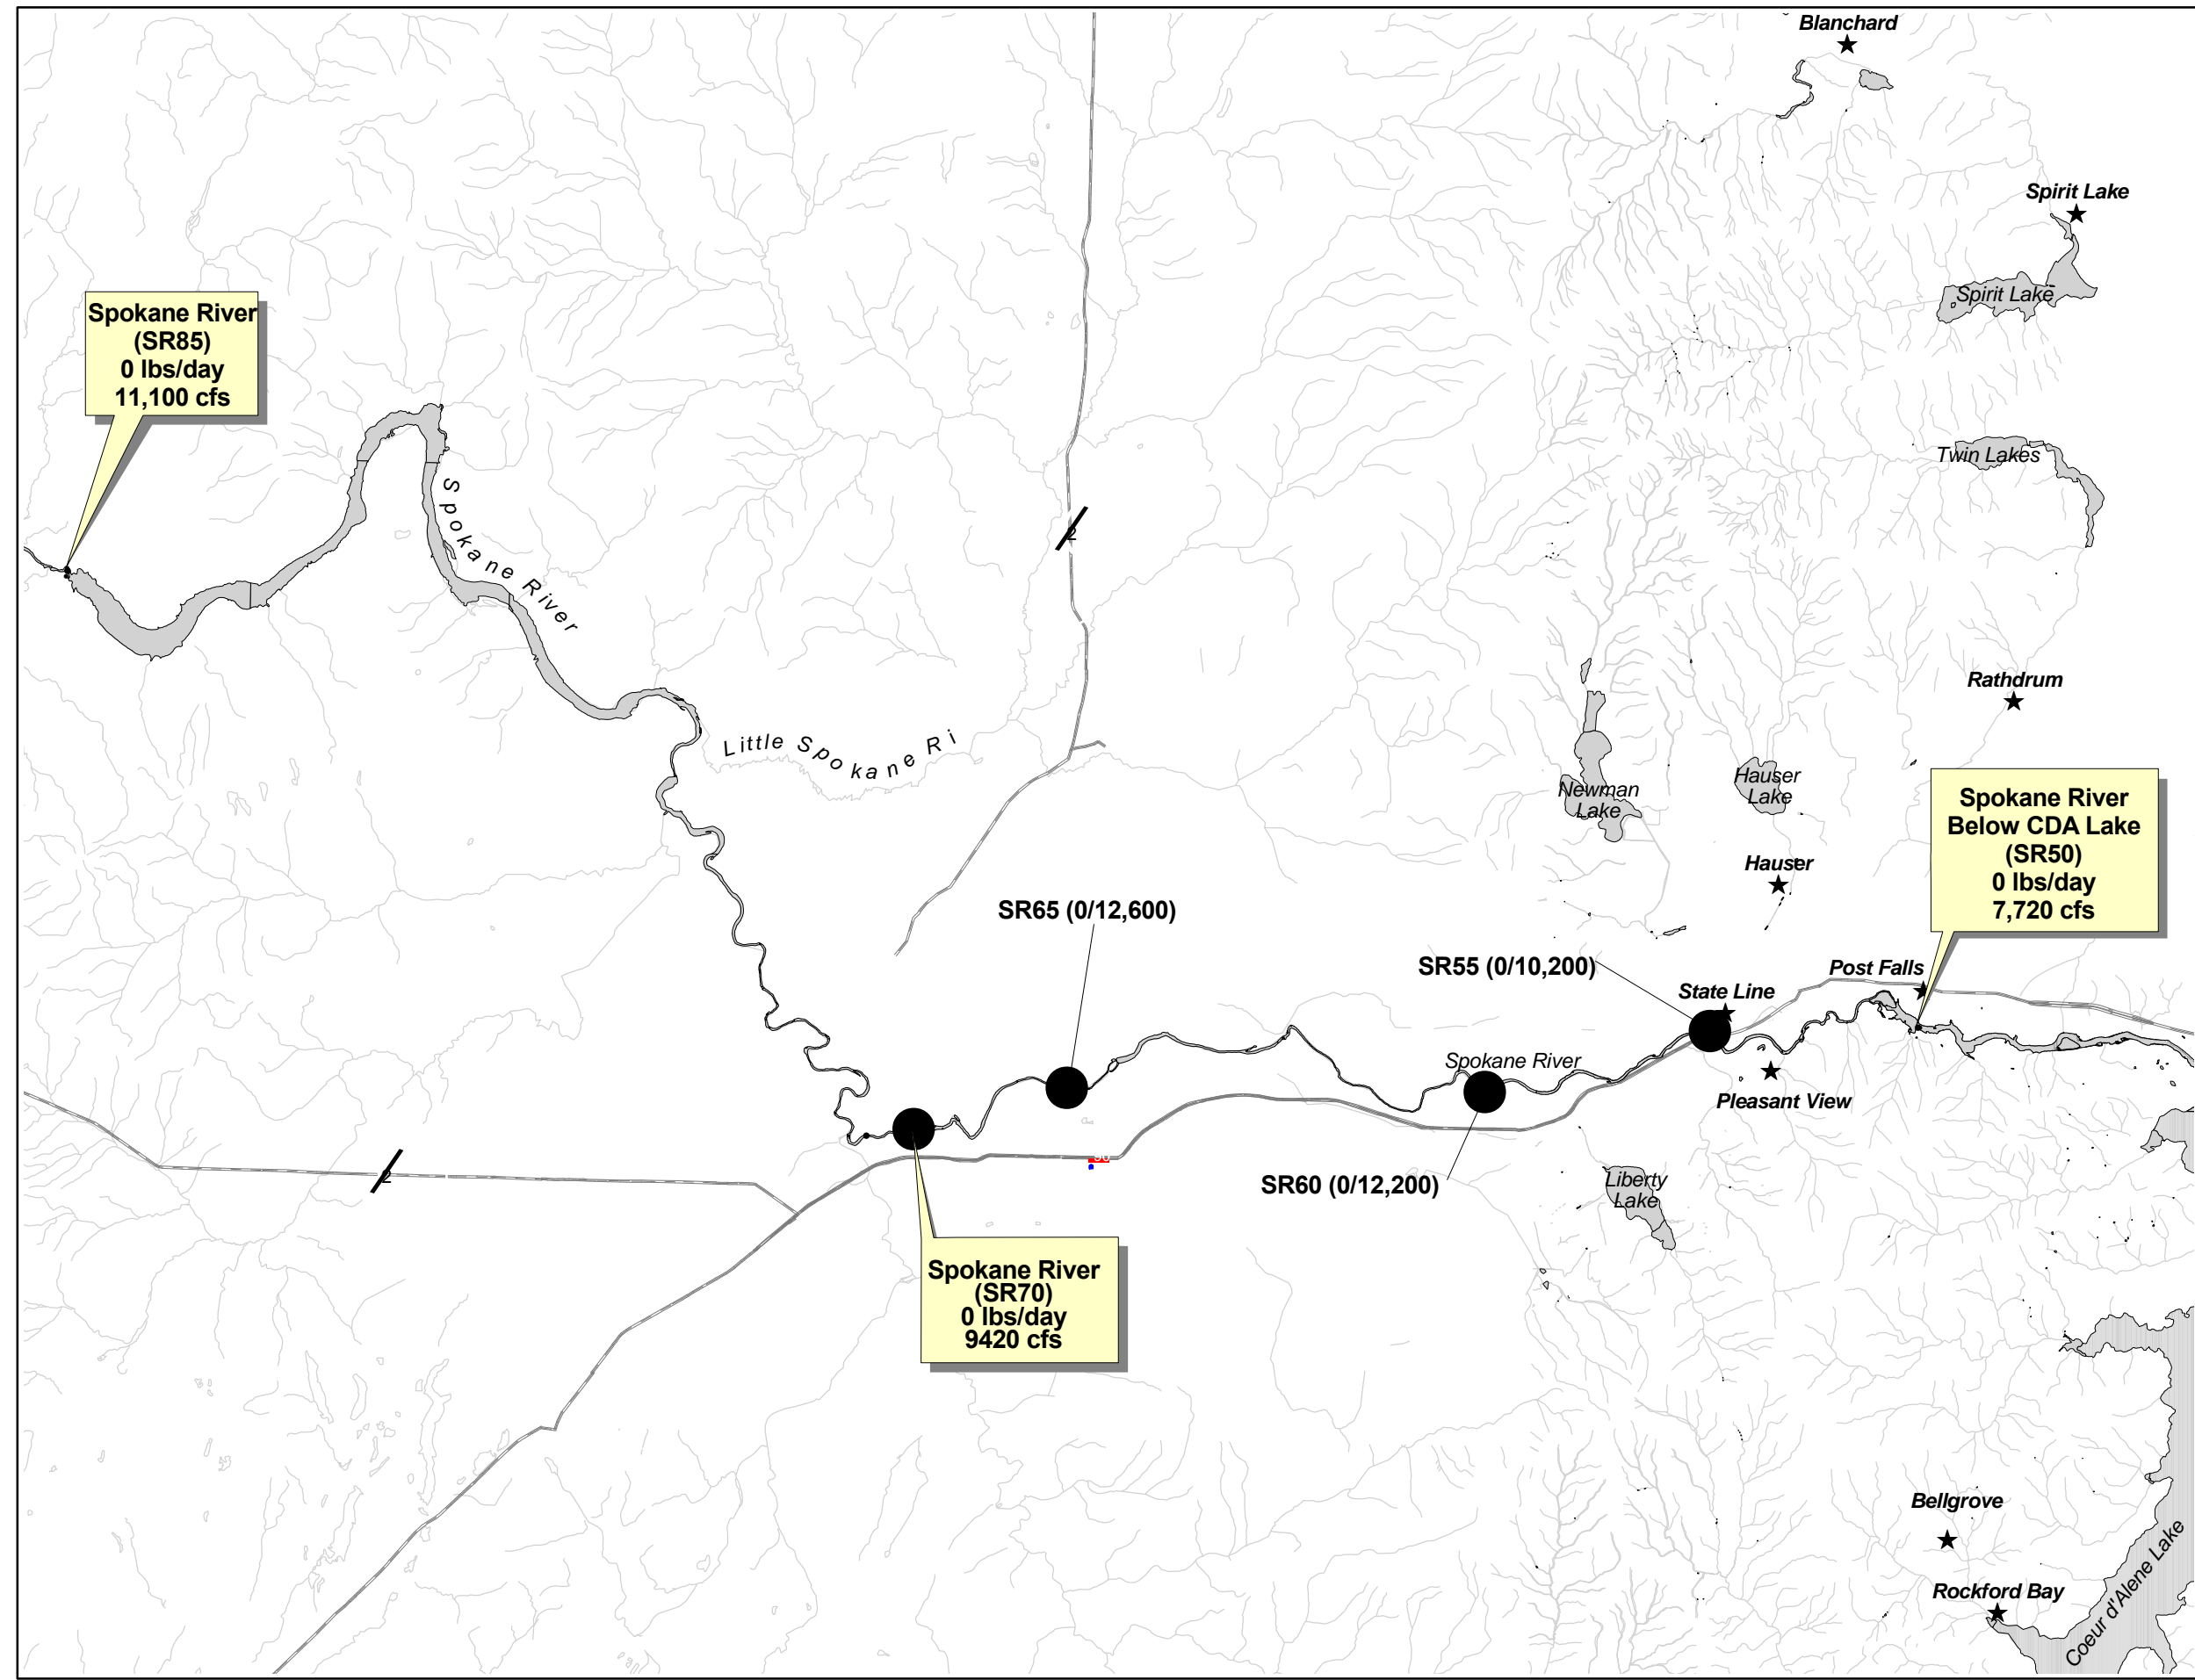 Blanchard
Spirit Lake
Spirit Lake
Spokane River
(SR85)
0 lbs/day
11,100 cfs
Twin Lakes
Spokane River
2
Rathdrum
Little Spokane Ri
Hauser
Lake
Newman
Lake
Spokane River
Below CDA Lake
(SR50)
0 lbs/day
7,720 cfs
Hauser
SR65 (0/12,600)
SR55 (0/10,200)
Post Falls
State Line
Spokane River
Pleasant View
2
SR60 (0/12,200)
Liberty
Lake
Spokane River
(SR70)
0 lbs/day
9420 cfs
Bellgrove
Rockford Bay
Coeur d'Alene Lake